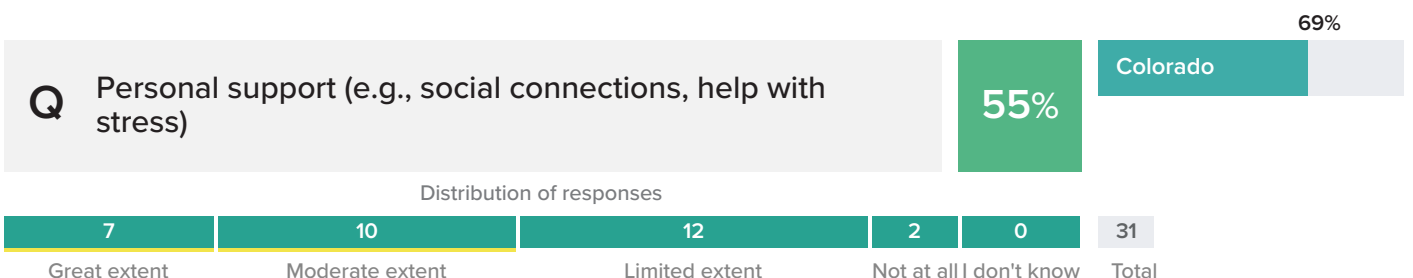 69%
Q Personal support (e.g., social connections, help with
stress)
55%
Colorado
Distribution of responses
7 10 12 2 0 31
Great extent Moderate extent Limited extent Not at all I don't know Total